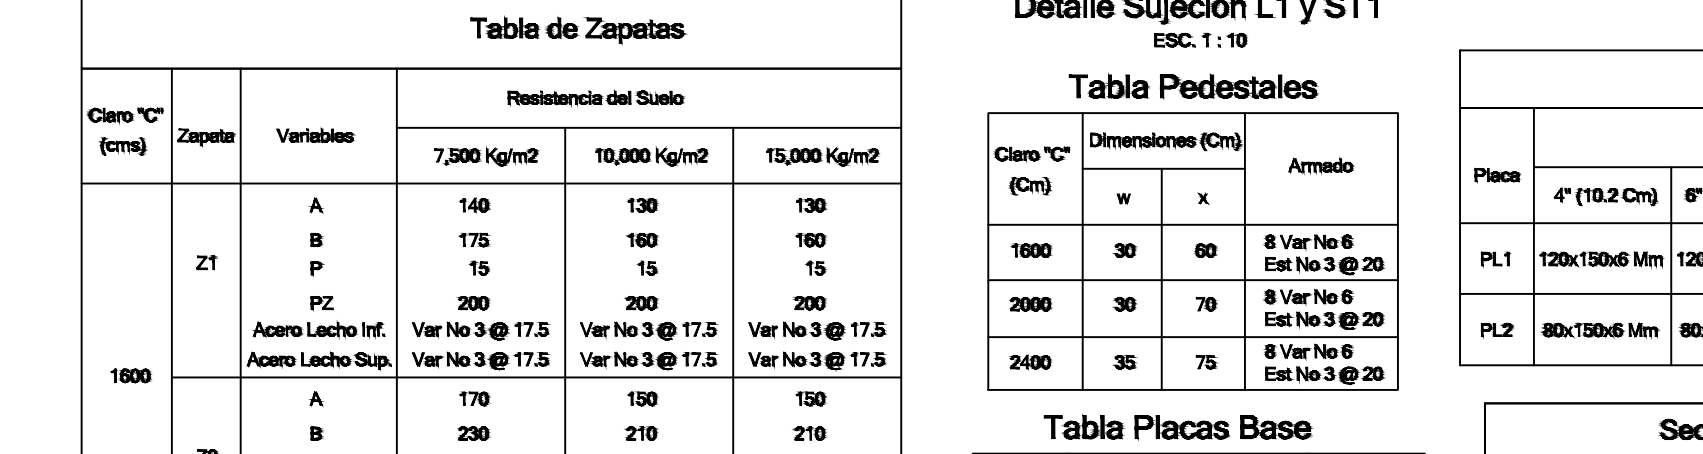 Tabla de Zapatas
Claro "C"
(cms)
Zapata
Variables
Resistencia del Suelo
7,500 Kg/m2
10,000 Kg/m2
15,000 Kg/m2
1600
Z1
A 140 130 130
B 175 160 160
P 15 15 15
PZ 200 200 200
Acero Lecho Inf. Var No 3 @ 17.5 Var No 3 @ 17.5 Var No 3 @ 17.5
Acero Lecho Sup. Var No 3 @ 17.5 Var No 3 @ 17.5 Var No 3 @ 17.5
A 170 150 150
B 230 210 210
Detalle Sujeción L1 y ST1
ESC. 1 : 10
Tabla Pedestales
Claro "C"
(Cm)
Dimensiones (Cm)
w
x
Armado
1600 30 60 8 Var No 6
Est No 3 @ 20
2000 30 70 8 Var No 6
Est No 3 @ 20
2400 35 75 8 Var No 6
Est No 3 @ 20
Tabla Placas Base
Placa
4" (10.2 Cm) 6"
PL1 120x150x6 Mm
PL2 80x150x6 Mm